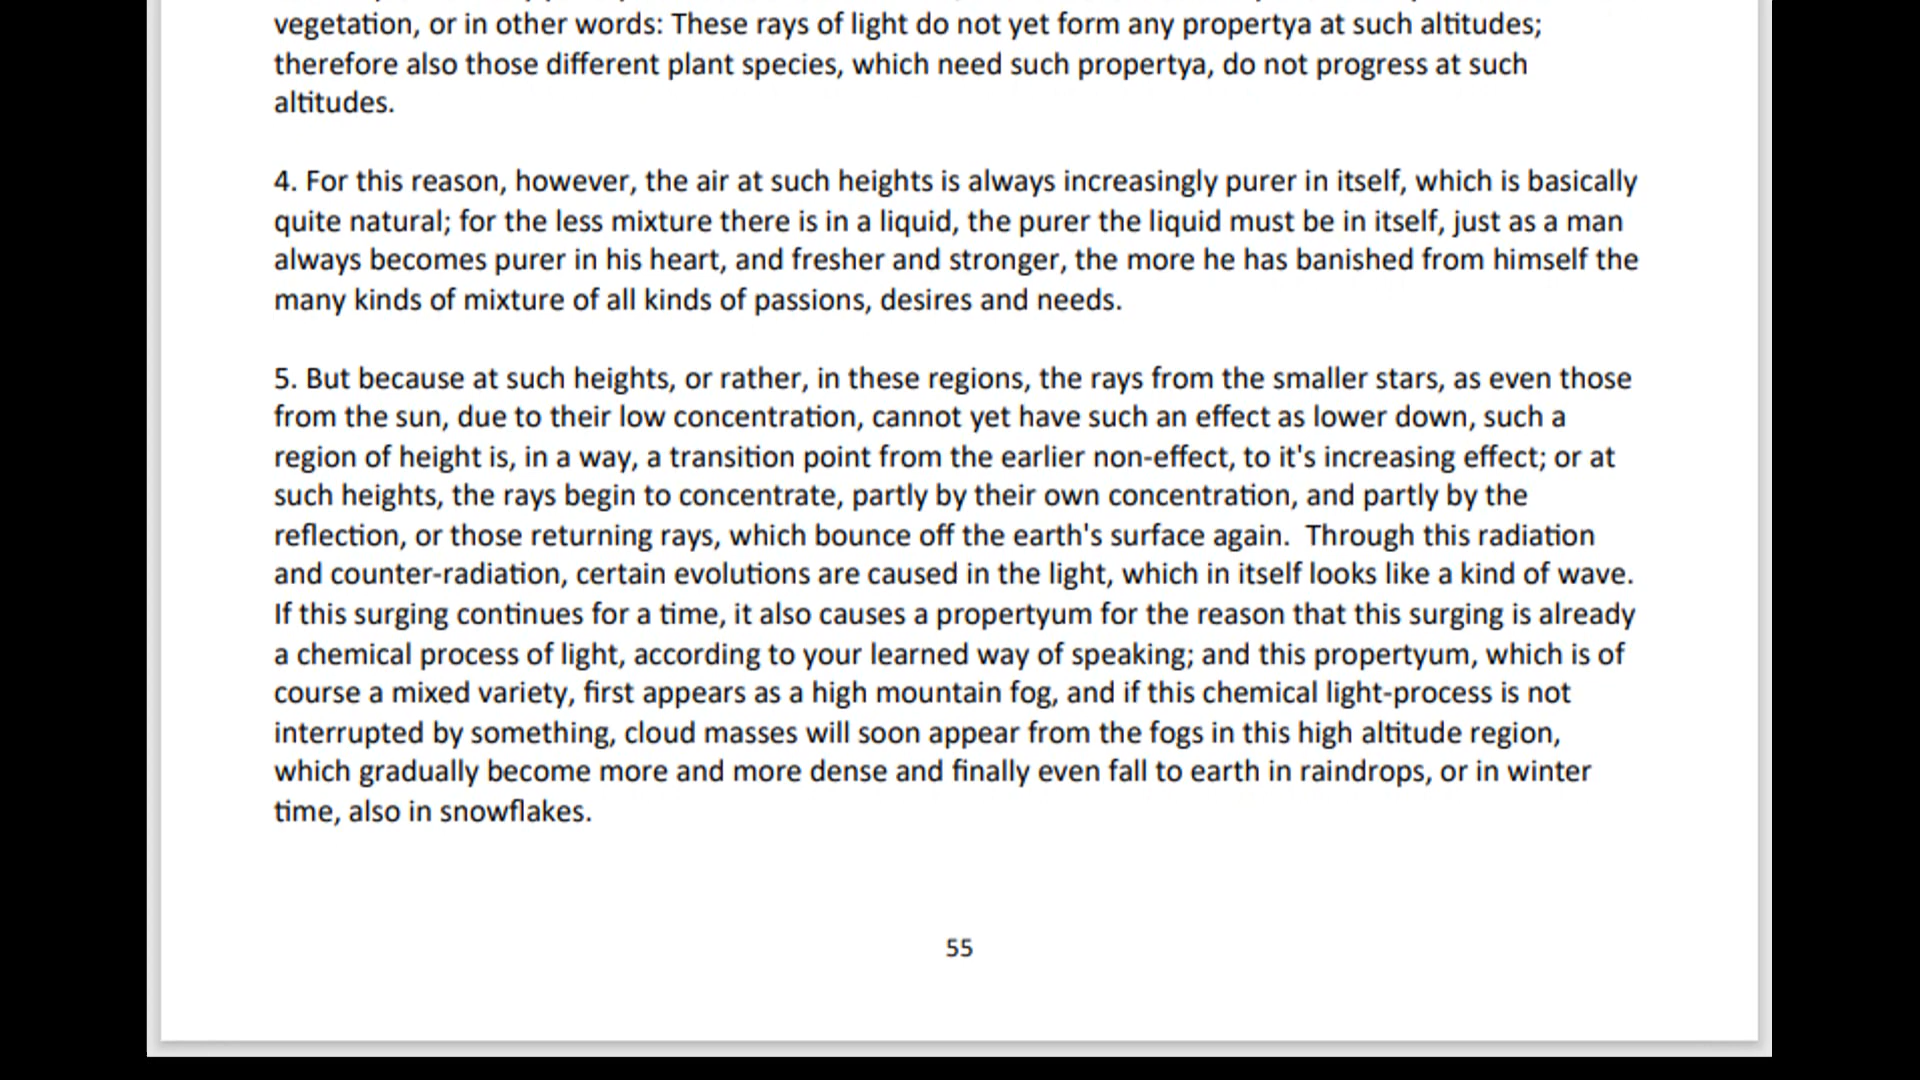 vegetation, or in other words: These rays of light do not yet form any propertya at such altitudes;
therefore also those different plant species, which need such propertya, do not progress at such
altitudes.
4. For this reason, however, the air at such heights is always increasingly purer in itself, which is basically
quite natural; for the less mixture there is in a liquid, the purer the liquid must be in itself, just as a man
always becomes purer in his heart, and fresher and stronger, the more he has banished from himself the
many kinds of mixture of all kinds of passions, desires and needs.
5. But because at such heights, or rather, in these regions, the rays from the smaller stars, as even those
from the sun, due to their low concentration, cannot yet have such an effect as lower down, such a
region of height is, in a way, a transition point from the earlier non-effect, to it's increasing effect; or at
such heights, the rays begin to concentrate, partly by their own concentration, and partly by the
reflection, or those returning rays, which bounce off the earth's surface again.  Through this radiation
and counter-radiation, certain evolutions are caused in the light, which in itself looks like a kind of wave.
If this surging continues for a time, it also causes a propertyum for the reason that this surging is already
a chemical process of light, according to your learned way of speaking; and this propertyum, which is of
course a mixed variety, first appears as a high mountain fog, and if this chemical light-process is not
interrupted by something, cloud masses will soon appear from the fogs in this high altitude region,
which gradually become more and more dense and finally even fall to earth in raindrops, or in winter
time, also in snowflakes.
55